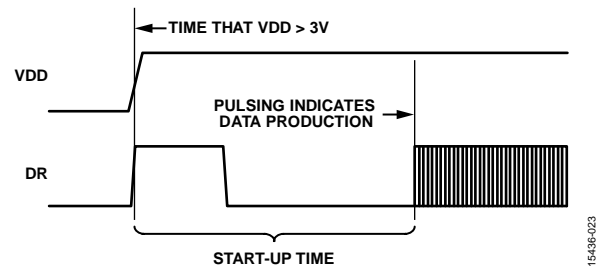 TIME THAT VDD > 3V
VDD
PULSING INDICATES
DATA PRODUCTION
DR
START-UP TIME
15436-023